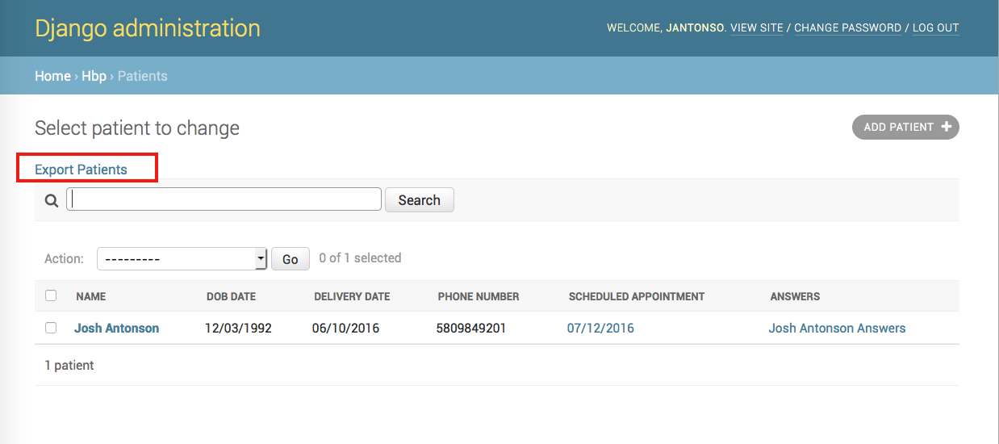 Django administration
WELCOME, JANTONSO. VIEW SITE / CHANGE PASSWORD / LOG OUT
Home › Hbp › Patients
Select patient to change
ADD PATIENT +
Export Patients
Search
Action: --------- Go 0 of 1 selected
NAME DOB DATE DELIVERY DATE PHONE NUMBER SCHEDULED APPOINTMENT ANSWERS
Josh Antonson 12/03/1992 06/10/2016 5809849201 07/12/2016 Josh Antonson Answers
1 patient